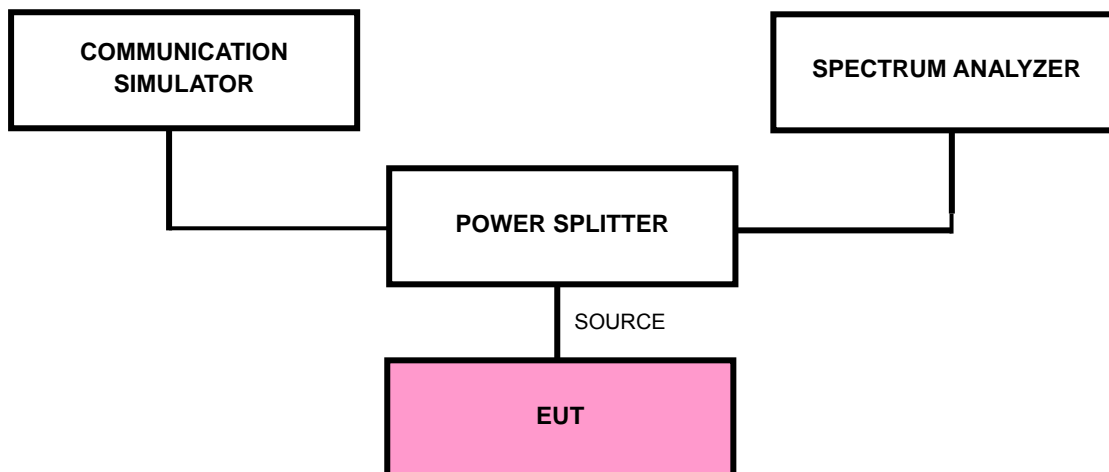 COMMUNICATION
SIMULATOR
SPECTRUM ANALYZER
POWER SPLITTER
SOURCE
EUT